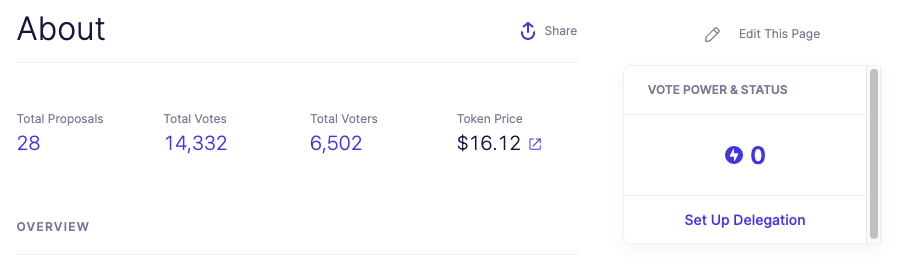 About
Share
Edit This Page
VOTE POWER & STATUS
Total Proposals
Total Votes
Total Voters
Token Price
28
14,332
6,502
$16.12
0
Set Up Delegation
OVERVIEW